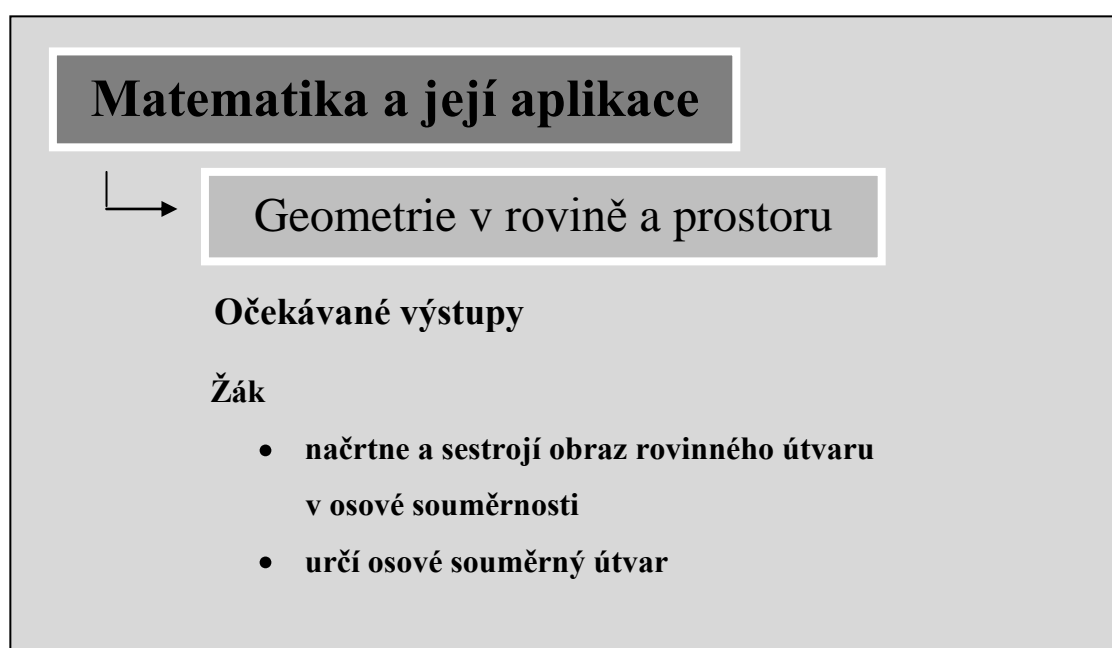 Matematika a její aplikace
Geometrie v rovině a prostoru
Očekávané výstupy
Žák
• načrtne a sestrojí obraz rovinného útvaru
v osové souměrnosti
• určí osové souměrný útvar